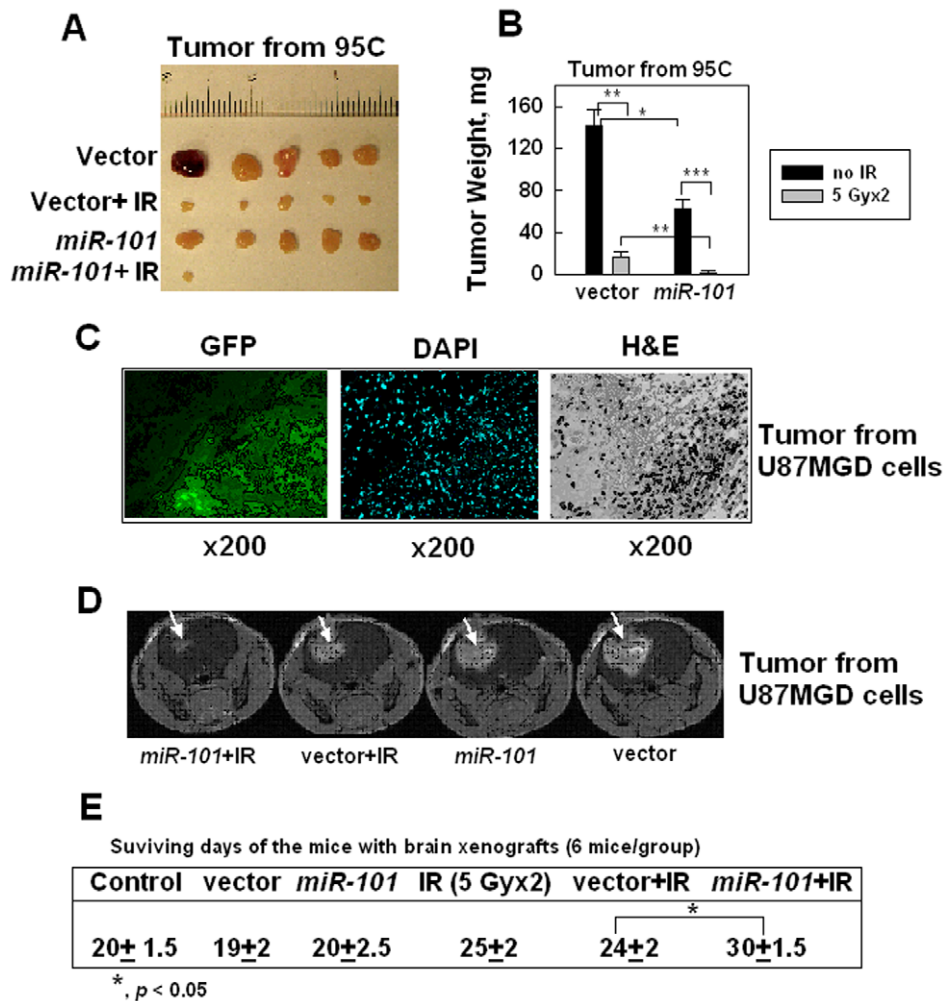 A
Tumor from 95C
Vector
Vector+ IR
miR-101
miR-101+ IR
B
Tumor from 95C
Tumor Weight, mg
160
120
80
40
0
**
*
***
**
vector miR-101
no IR
5 Gyx2
C
GFP DAPI H&E
Tumor from
U87MGD cells
x200 x200 x200
D
Tumor from
U87MGD cells
miR-101+IR vector+IR miR-101 vector
E
Suviving days of the mice with brain xenografts (6 mice/group)
Control vector miR-101 IR (5 Gyx2) vector+IR miR-101+IR
*
20± 1.5 19±2 20±2.5 25±2 24±2 30±1.5
*, p < 0.05